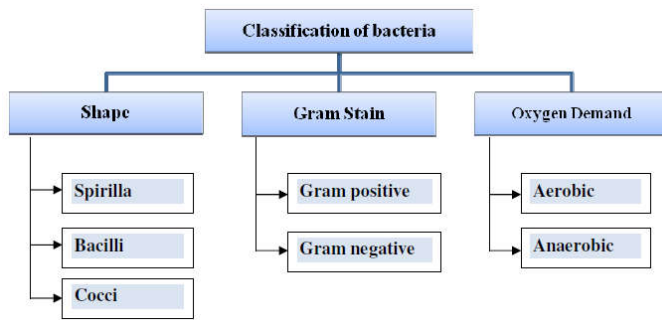 Classification of bacteria
Shape
Spirilla
Bacilli
Cocci
Gram Stain
Gram positive
Gram negative
Oxygen Demand
Aerobic
Anaerobic